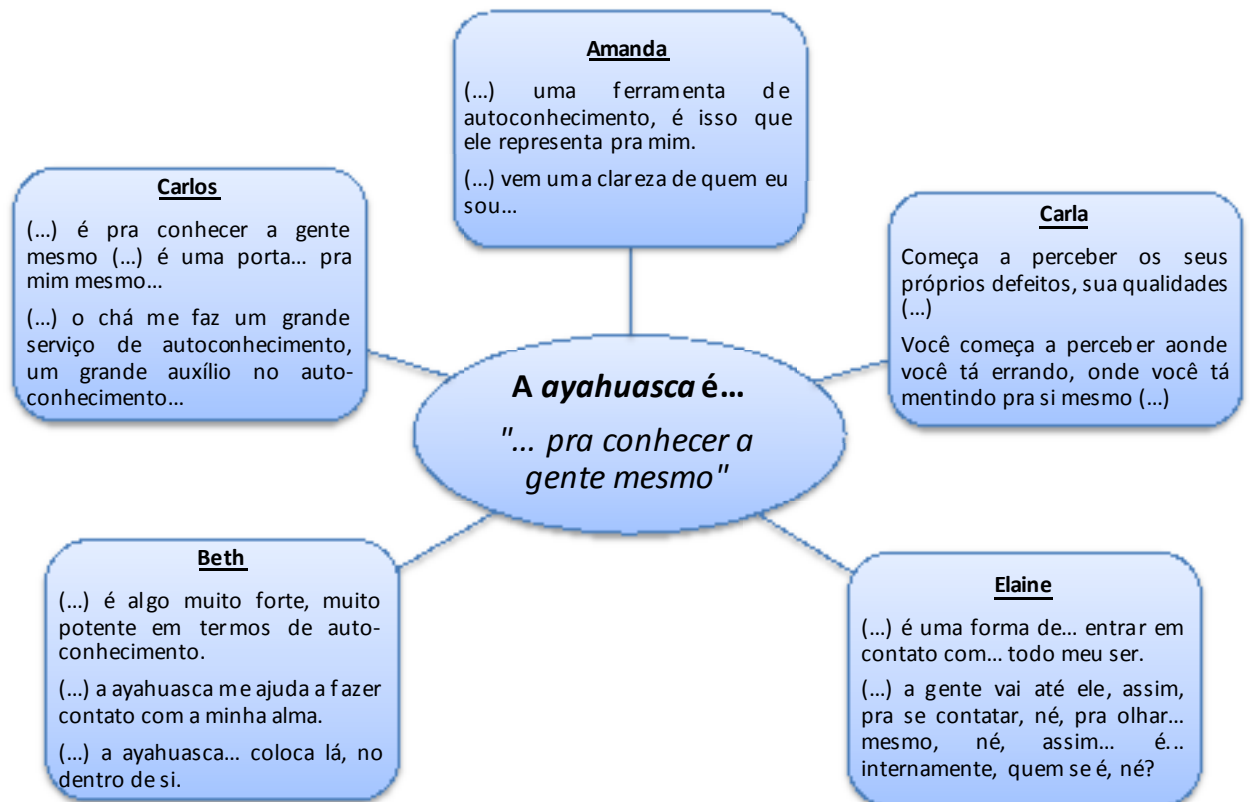 Amanda
(...) uma ferramenta de
autoconhecimento, é isso que
ele representa pra mim.
(...) vem uma clareza de quem eu
sou...
Carlos
(...) é pra conhecer a gente
mesmo (...) é uma porta... pra
mim mesmo...
(...) o chá me faz um grande
serviço de autoconhecimento,
um grande auxílio no auto-
conhecimento...
Carla
Começa a perceber os seus
próprios defeitos, sua qualidades
(...)
Você começa a perceber aonde
você tá errando, onde você tá
mentindo pra si mesmo (...)
A ayahuasca é...
"... pra conhecer a
gente mesmo"
Beth
(...) é algo muito forte, muito
potente em termos de auto-
conhecimento.
(...) a ayahuasca me ajuda a fazer
contato com a minha alma.
(...) a ayahuasca... coloca lá, no
dentro de si.
Elaine
(...) é uma forma de... entrar em
contato com... todo meu ser.
(...) a gente vai até ele, assim,
pra se contatar, né, pra olhar...
mesmo, né, assim... é...
internamente, quem se é, né?